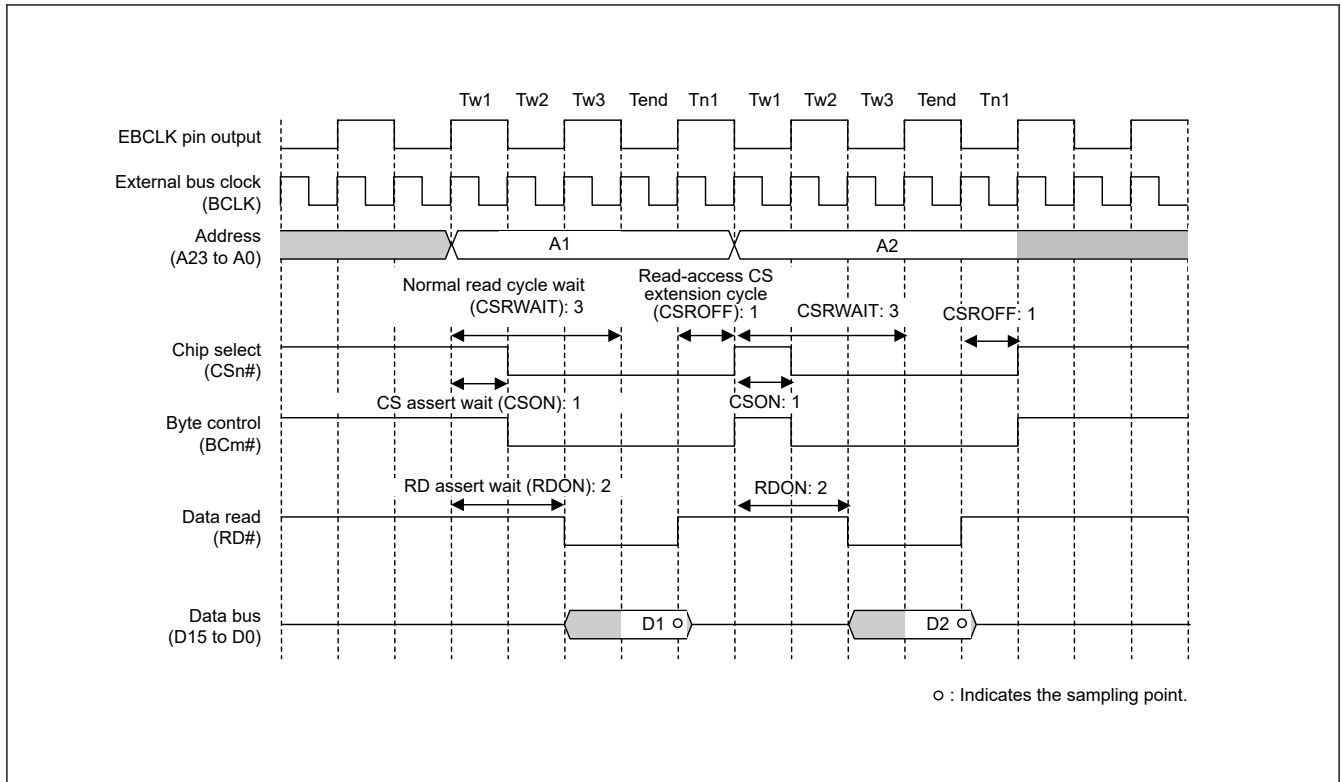 Tw1 Tw2 Tw3 Tend Tn1 Tw1 Tw2 Tw3 Tend Tn1
EBCLK pin output
External bus clock
(BCLK)
Address
(A23 to A0)
A1
A2
Normal read cycle wait
(CSRWAIT): 3
Read-access CS
extension cycle
(CSROFF): 1
CSRWAIT: 3
CSROFF: 1
Chip select
(CSn#)
CS assert wait (CSON): 1
CSON: 1
Byte control
(BCm#)
RD assert wait (RDON): 2
RDON: 2
Data read
(RD#)
Data bus
(D15 to D0)
D1
D2
: Indicates the sampling point.